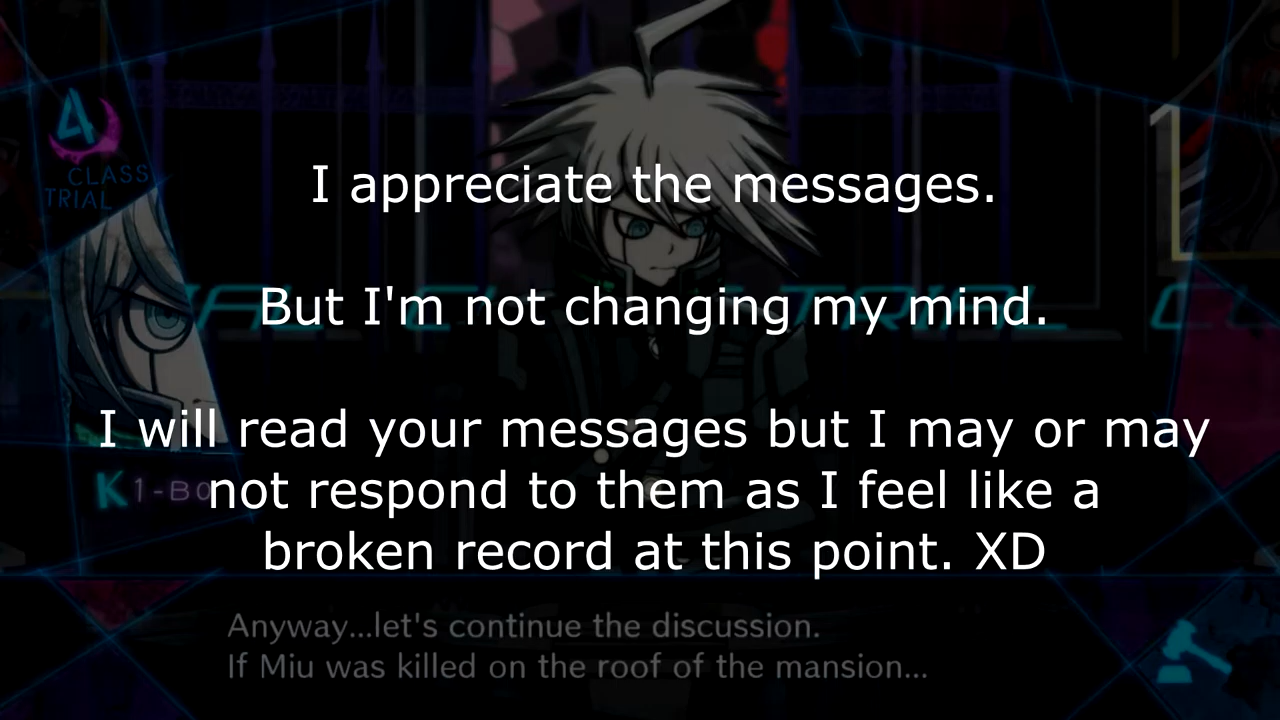 4
CLASS
TRIAL
I appreciate the messages.
But I'm not changing my mind.
I will read your messages but I may or may
K1-B0
not respond to them as I feel like a
broken record at this point. XD
Anyway...let's continue the discussion.
If Miu was killed on the roof of the mansion...